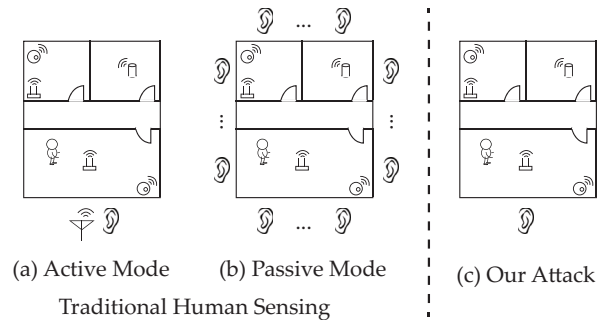 (a) Active Mode (b) Passive Mode (c) Our Attack
Traditional Human Sensing